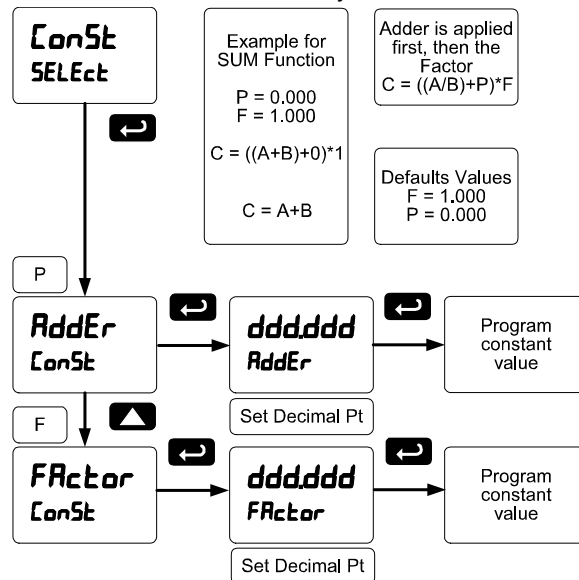 ConSt
SELEct
Example for
SUM Function
P = 0.000
F = 1.000
C = ((A+B)+0)*1
C = A+B
Adder is applied
first, then the
Factor
C = ((A/B)+P)*F
Defaults Values
F = 1.000
P = 0.000
P
AddEr
ConSt
ddd.ddd
AddEr
Program
constant
value
Set Decimal Pt
F
FActor
ConSt
ddd.ddd
FActor
Program
constant
value
Set Decimal Pt